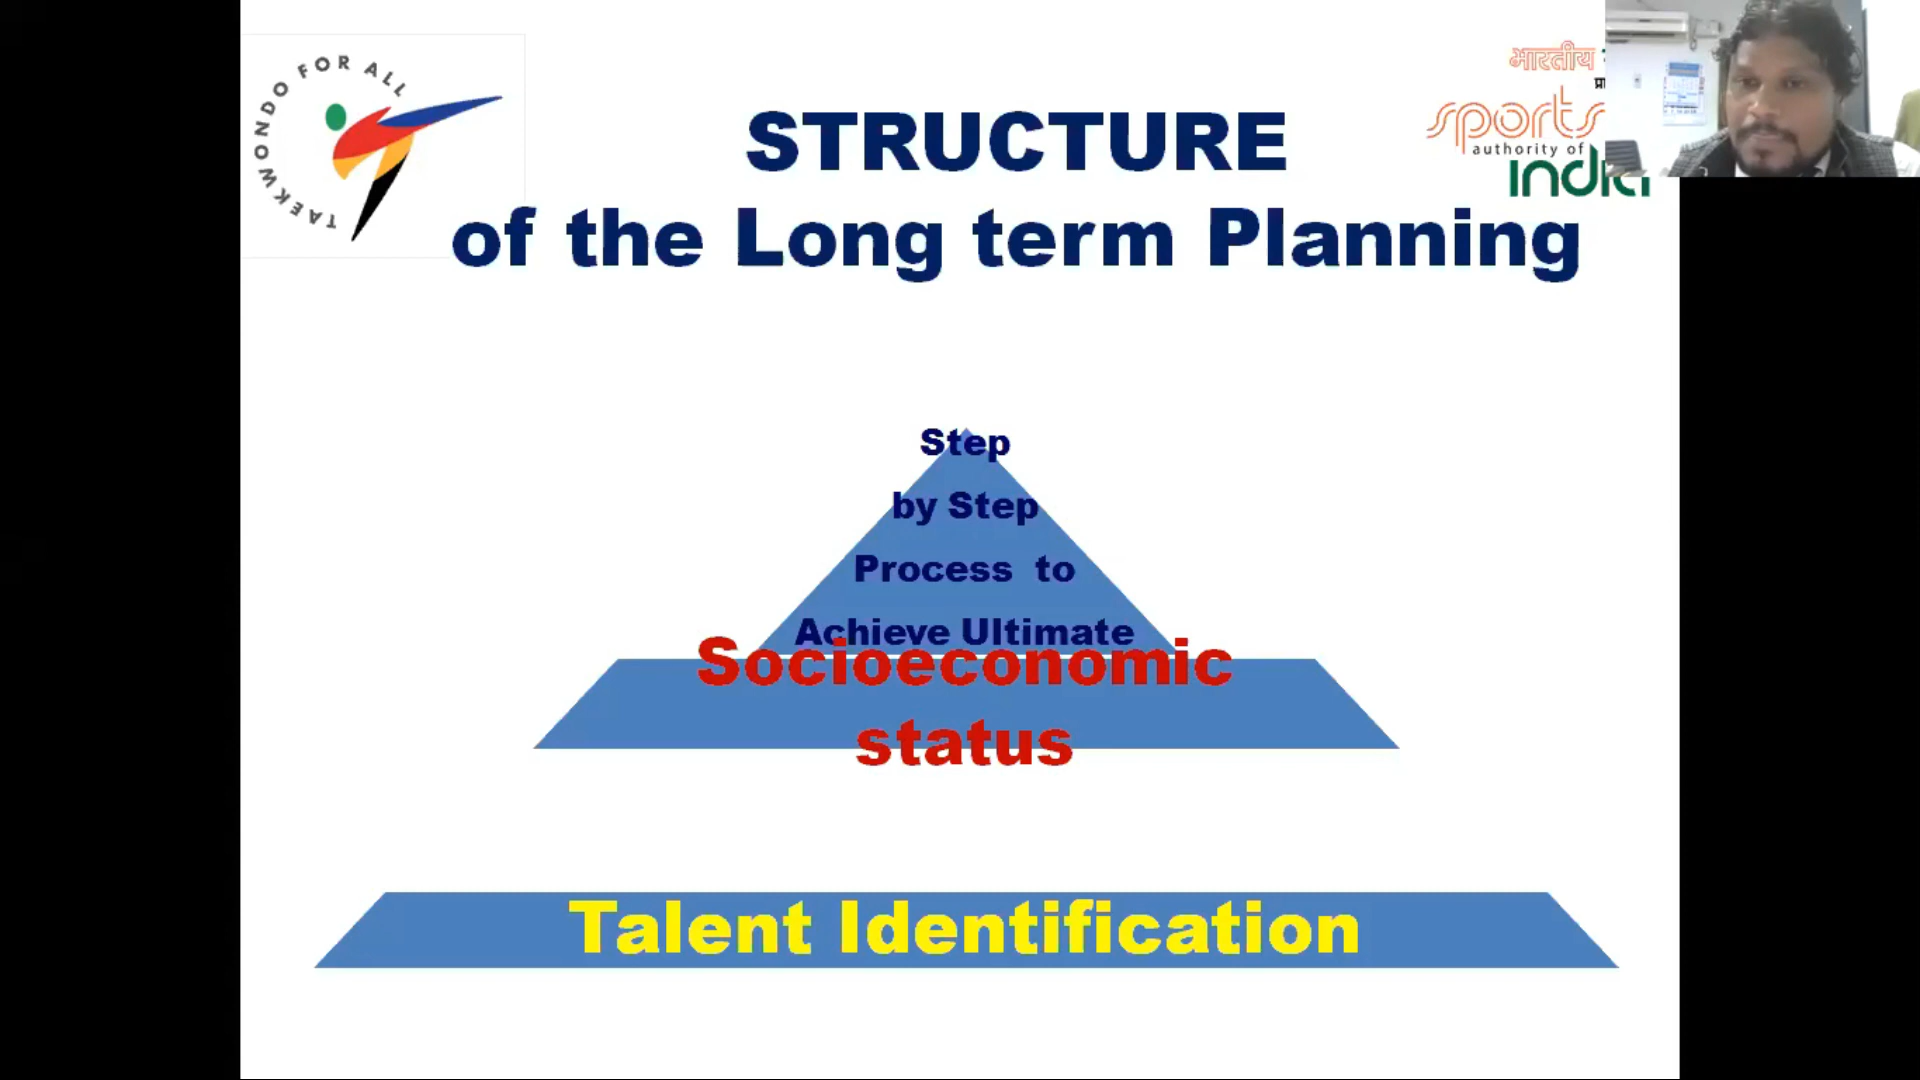 TAEKWONDO FOR ALL
भारतीय
sports
authority of
india
STRUCTURE
of the Long term Planning
Step
by Step
Process to
Achieve Ultimate
Socioeconomic
status
Talent Identification